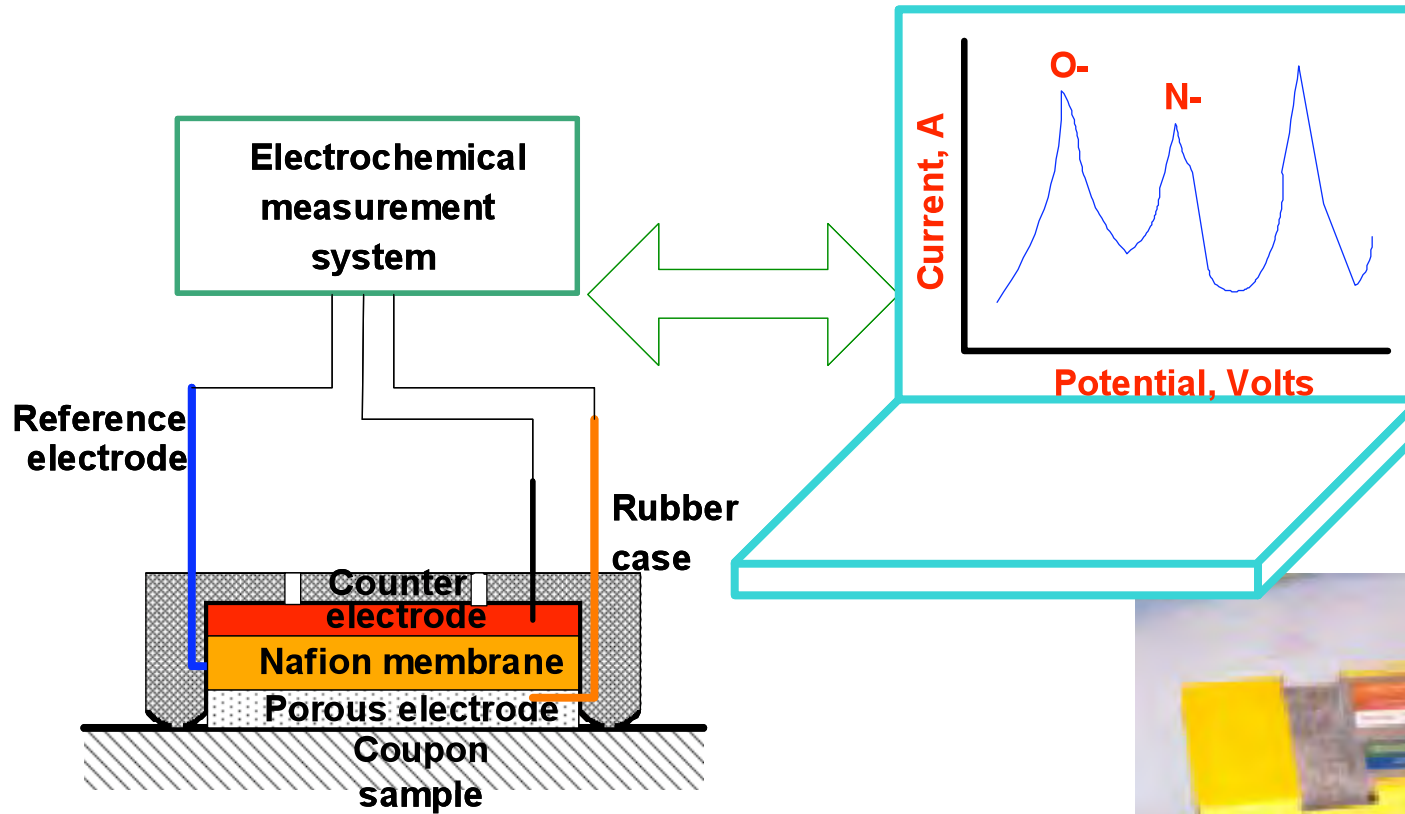 Electrochemical
measurement
system
Reference
electrode
Rubber
case
Counter
electrode
Nafion membrane
Porous electrode
Coupon
sample
O-
N-
Current, A
Potential, Volts